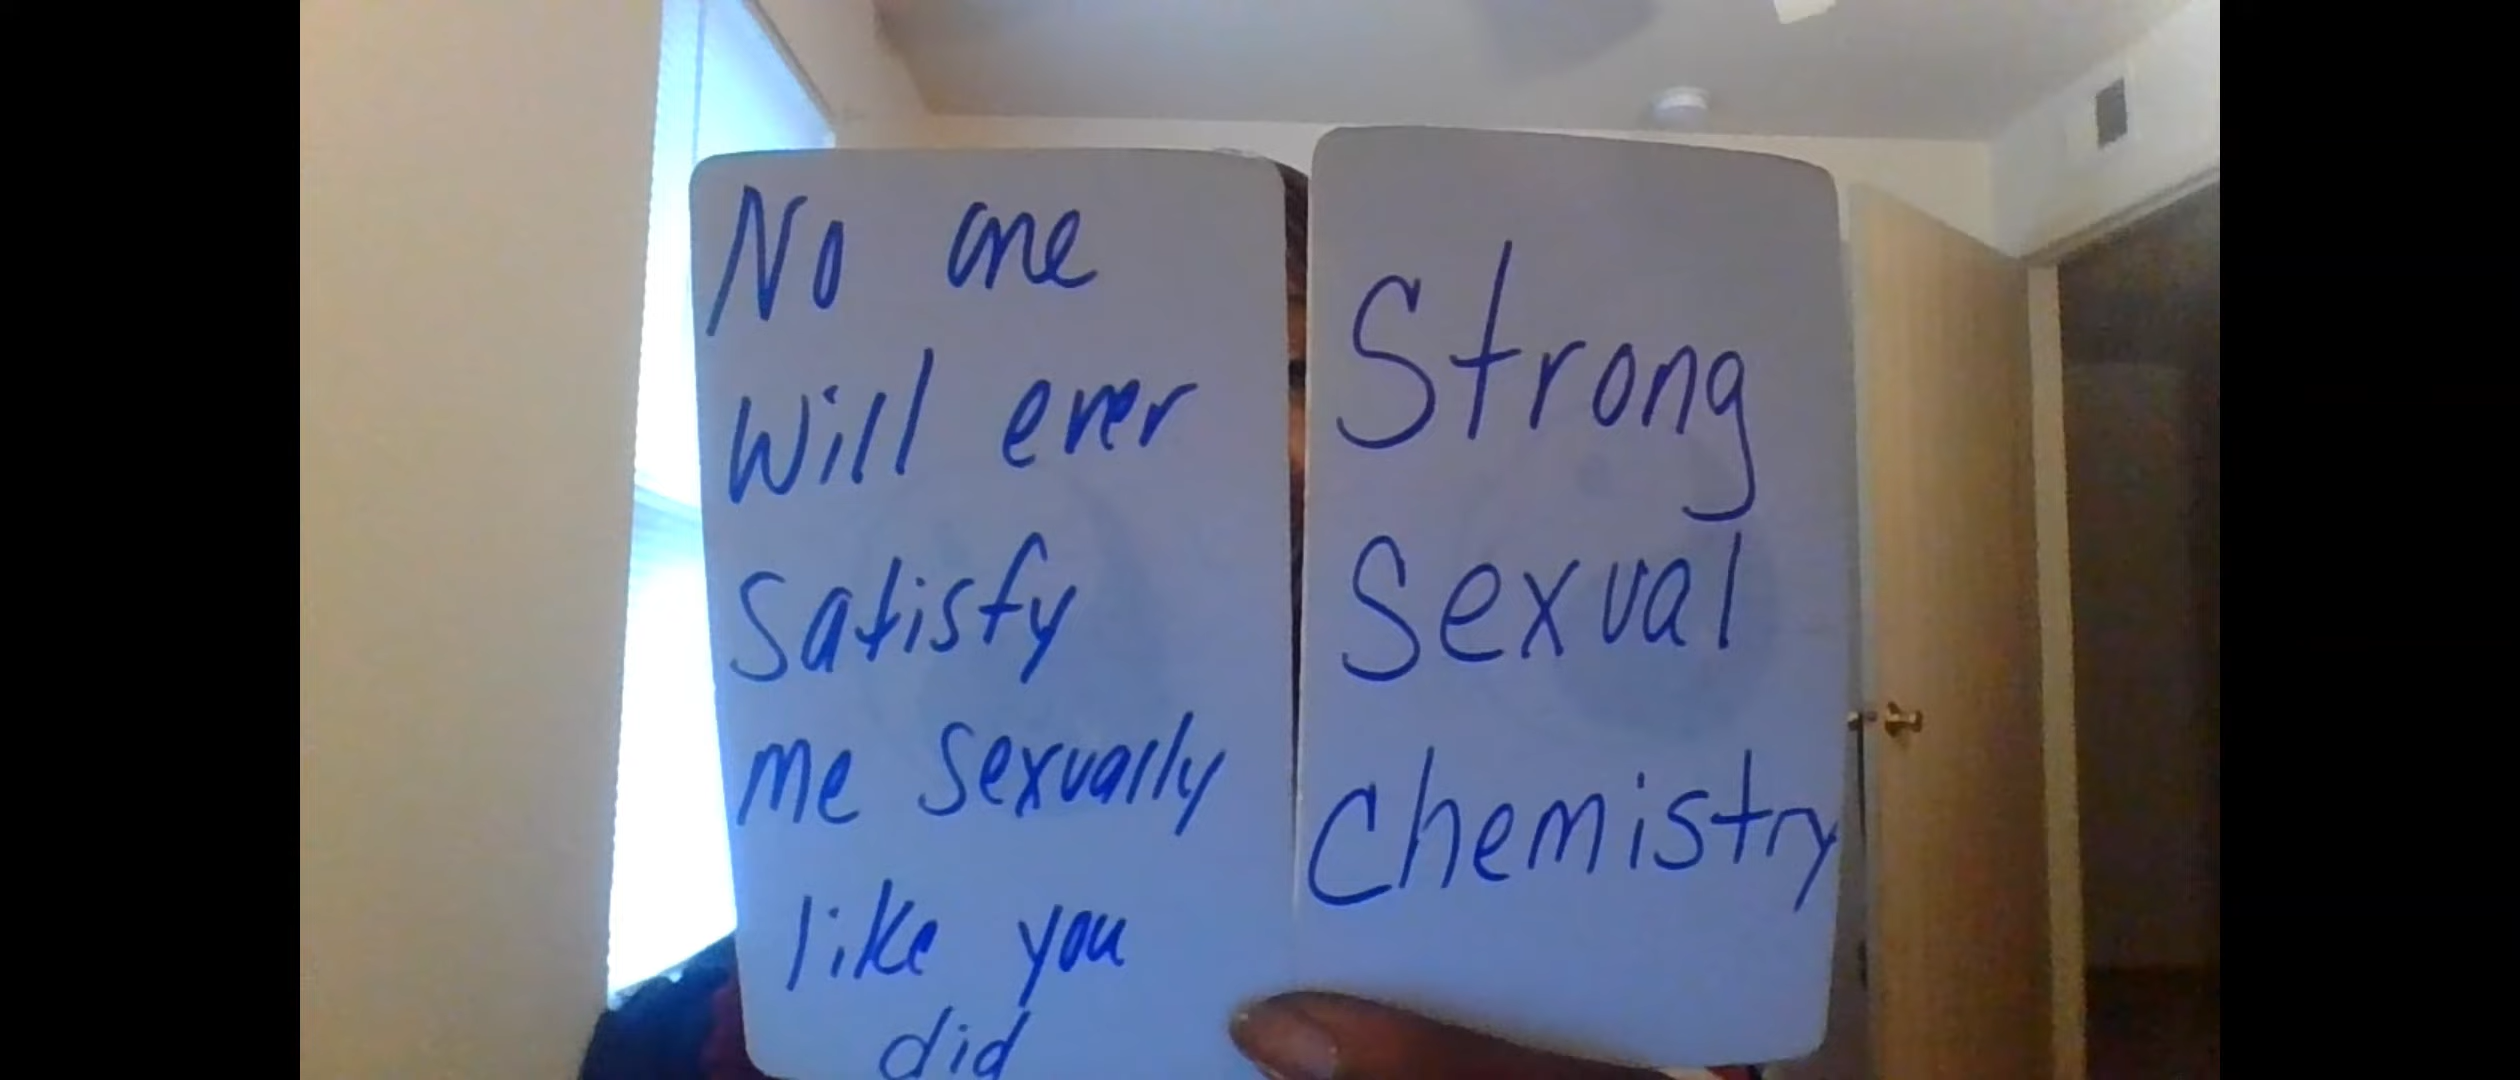 No one
Will ever
Satisfy
me sexually
like you
did
Strong
Sexual
Chemistry